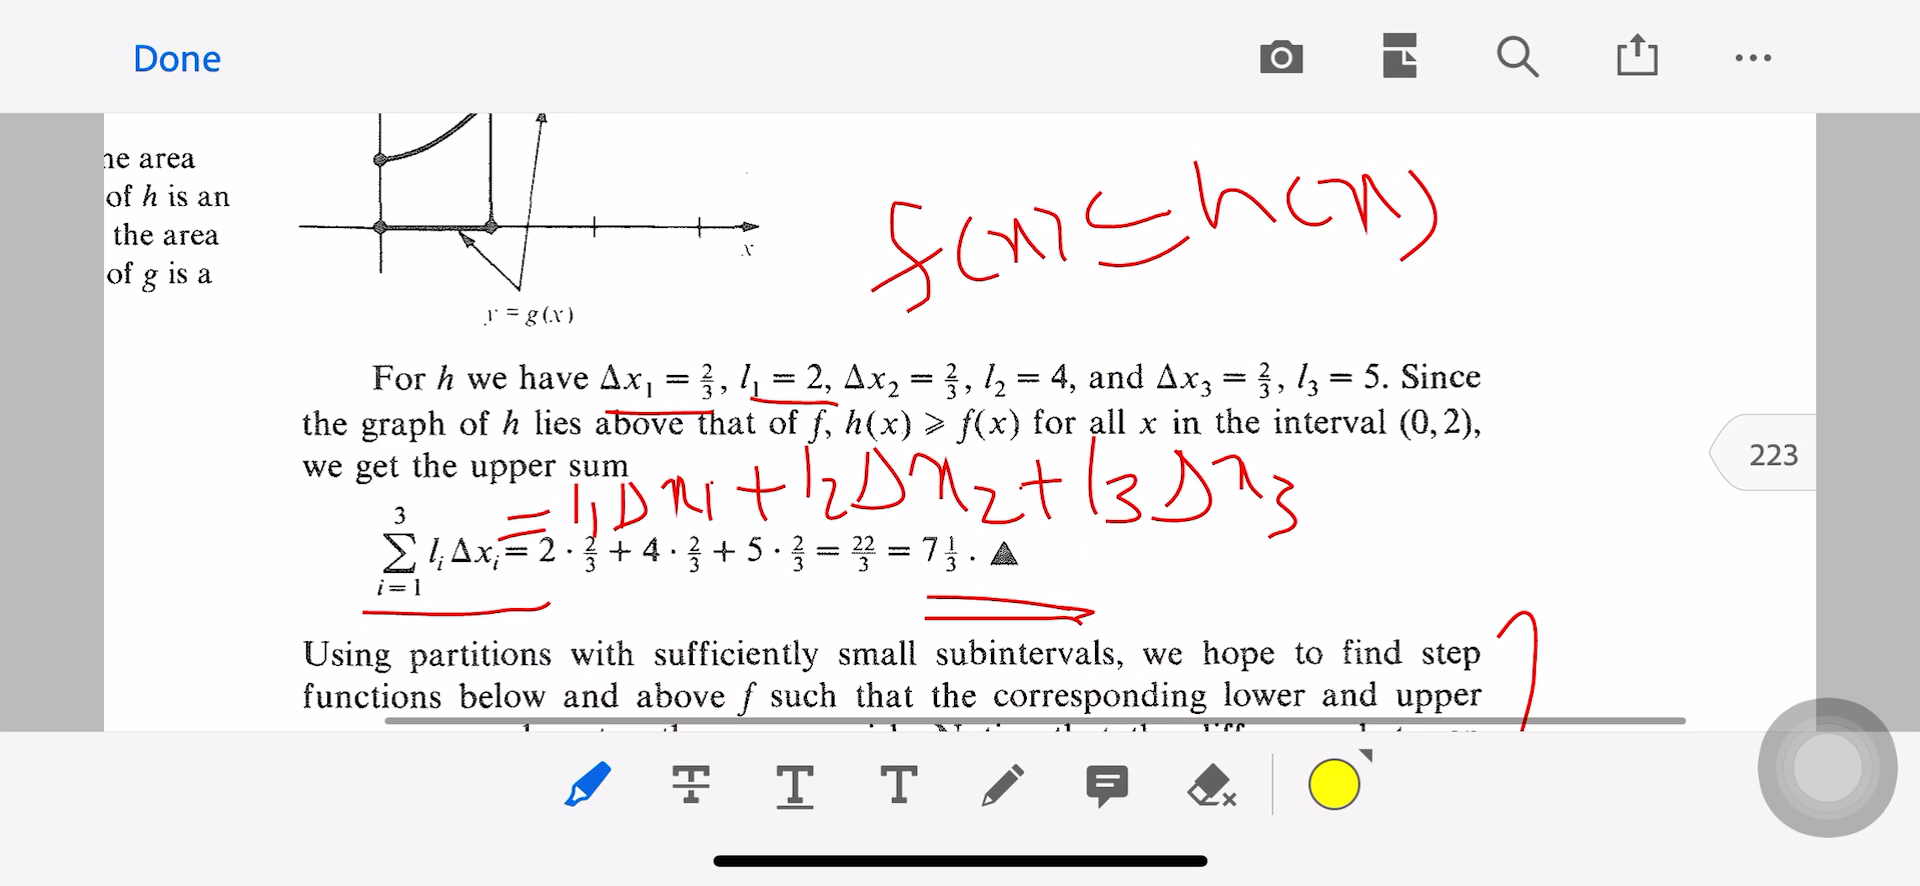 Done
ne area
of h is an
the area
of g is a
x
y = g(x)
f(x) ≤ h(x)
For h we have Δx₁ = 2/3, l₁ = 2, Δx₂ = 2/3, l₂ = 4, and Δx₃ = 2/3, l₃ = 5. Since
the graph of h lies above that of f, h(x) ⩾ f(x) for all x in the interval (0, 2),
we get the upper sum
= l₁Δx₁ + l₂Δx₂ + l₃Δx₃
3
∑ lᵢ Δxᵢ = 2 · 2/3 + 4 · 2/3 + 5 · 2/3 = 22/3 = 7 1/3 . ▲
i = 1
223
Using partitions with sufficiently small subintervals, we hope to find step
functions below and above f such that the corresponding lower and upper